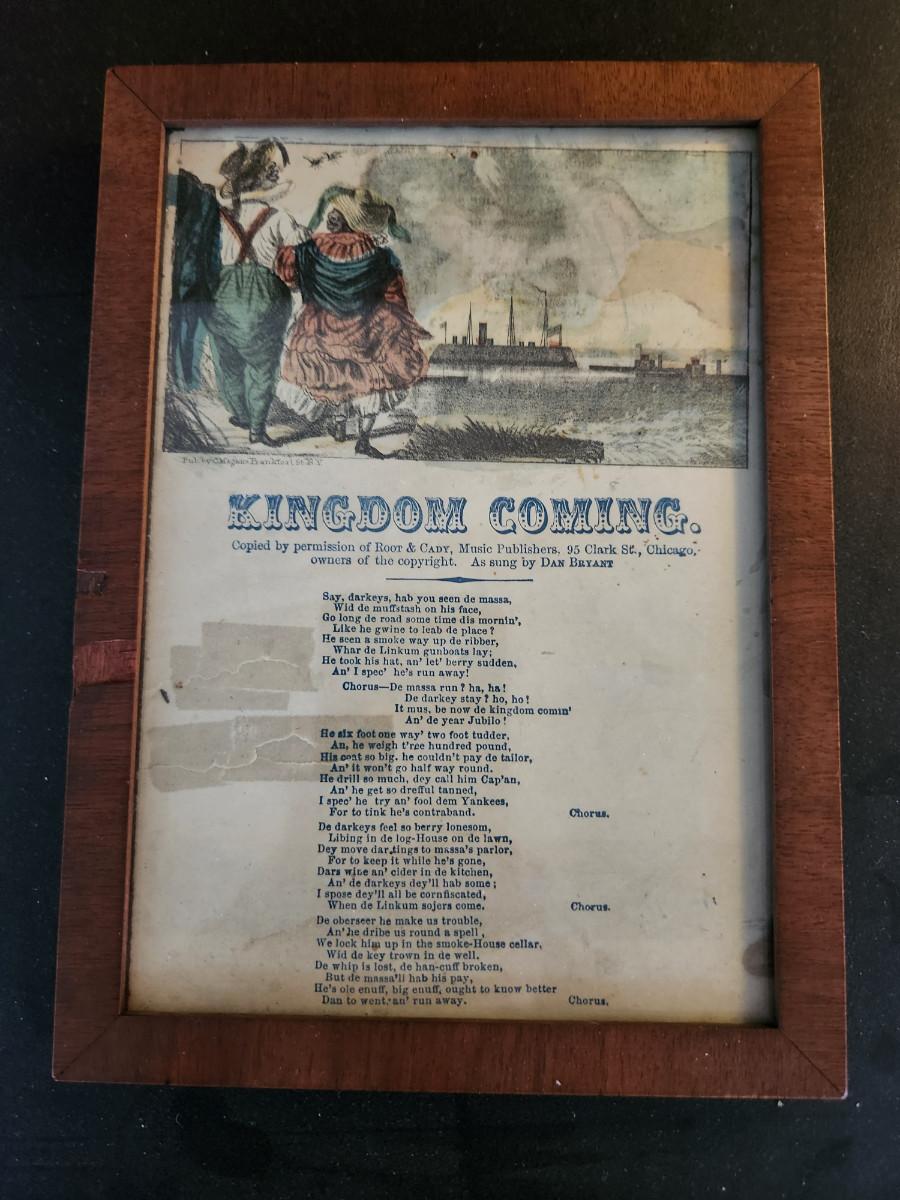 Pub. by C. Magnus Frankfort St. N.Y
KINGDOM COMING.
Copied by permission of ROOT & CADY, Music Publishers, 95 Clark St., Chicago,
owners of the copyright. As sung by DAN BRYANT
Say, darkeys, hab you seen de massa,
Wid de muffstash on his face,
Go long de road some time dis mornin',
Like he gwine to leab de place?
He seen a smoke way up de ribber,
Whar de Linkum gunboats lay;
He took his hat, an' let' berry sudden,
An' I spec' he's run away!
Chorus—De massa run? ha, ha!
De darkey stay? ho, ho!
It mus, be now de kingdom comin'
An' de year Jubilo!
He six foot one way' two foot tudder,
An, he weigh t'ree hundred pound,
His coat so big. he couldn't pay de tailor,
An' it won't go half way round.
He drill so much, dey call him Cap'an,
An' he get so drefful tanned,
I spec' he try an' fool dem Yankees,
For to tink he's contraband. Chorus.
De darkeys feel so berry lonesom,
Libing in de log-House on de lawn,
Dey move dar tings to massa's parlor,
For to keep it while he's gone,
Dars wine an' cider in de kitchen,
An' de darkeys dey'll hab some;
I spose dey'll all be cornfiscated,
When de Linkum sojers come. Chorus.
De oberseer he make us trouble,
An' he dribe us round a spell,
We lock him up in the smoke-House cellar,
Wid de key trown in de well.
De whip is lost, de han-cuff broken,
But de massa'll hab his pay,
He's ole enuff, big enuff, ought to know better
Dan to went, an' run away. Chorus.